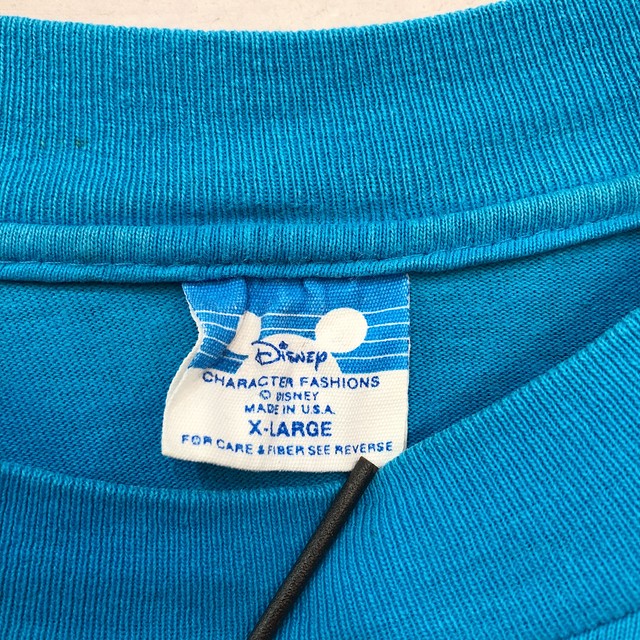 Disney
CHARACTER FASHIONS
© DISNEY
MADE IN U.S.A.
X-LARGE
FOR CARE & FIBER SEE REVERSE